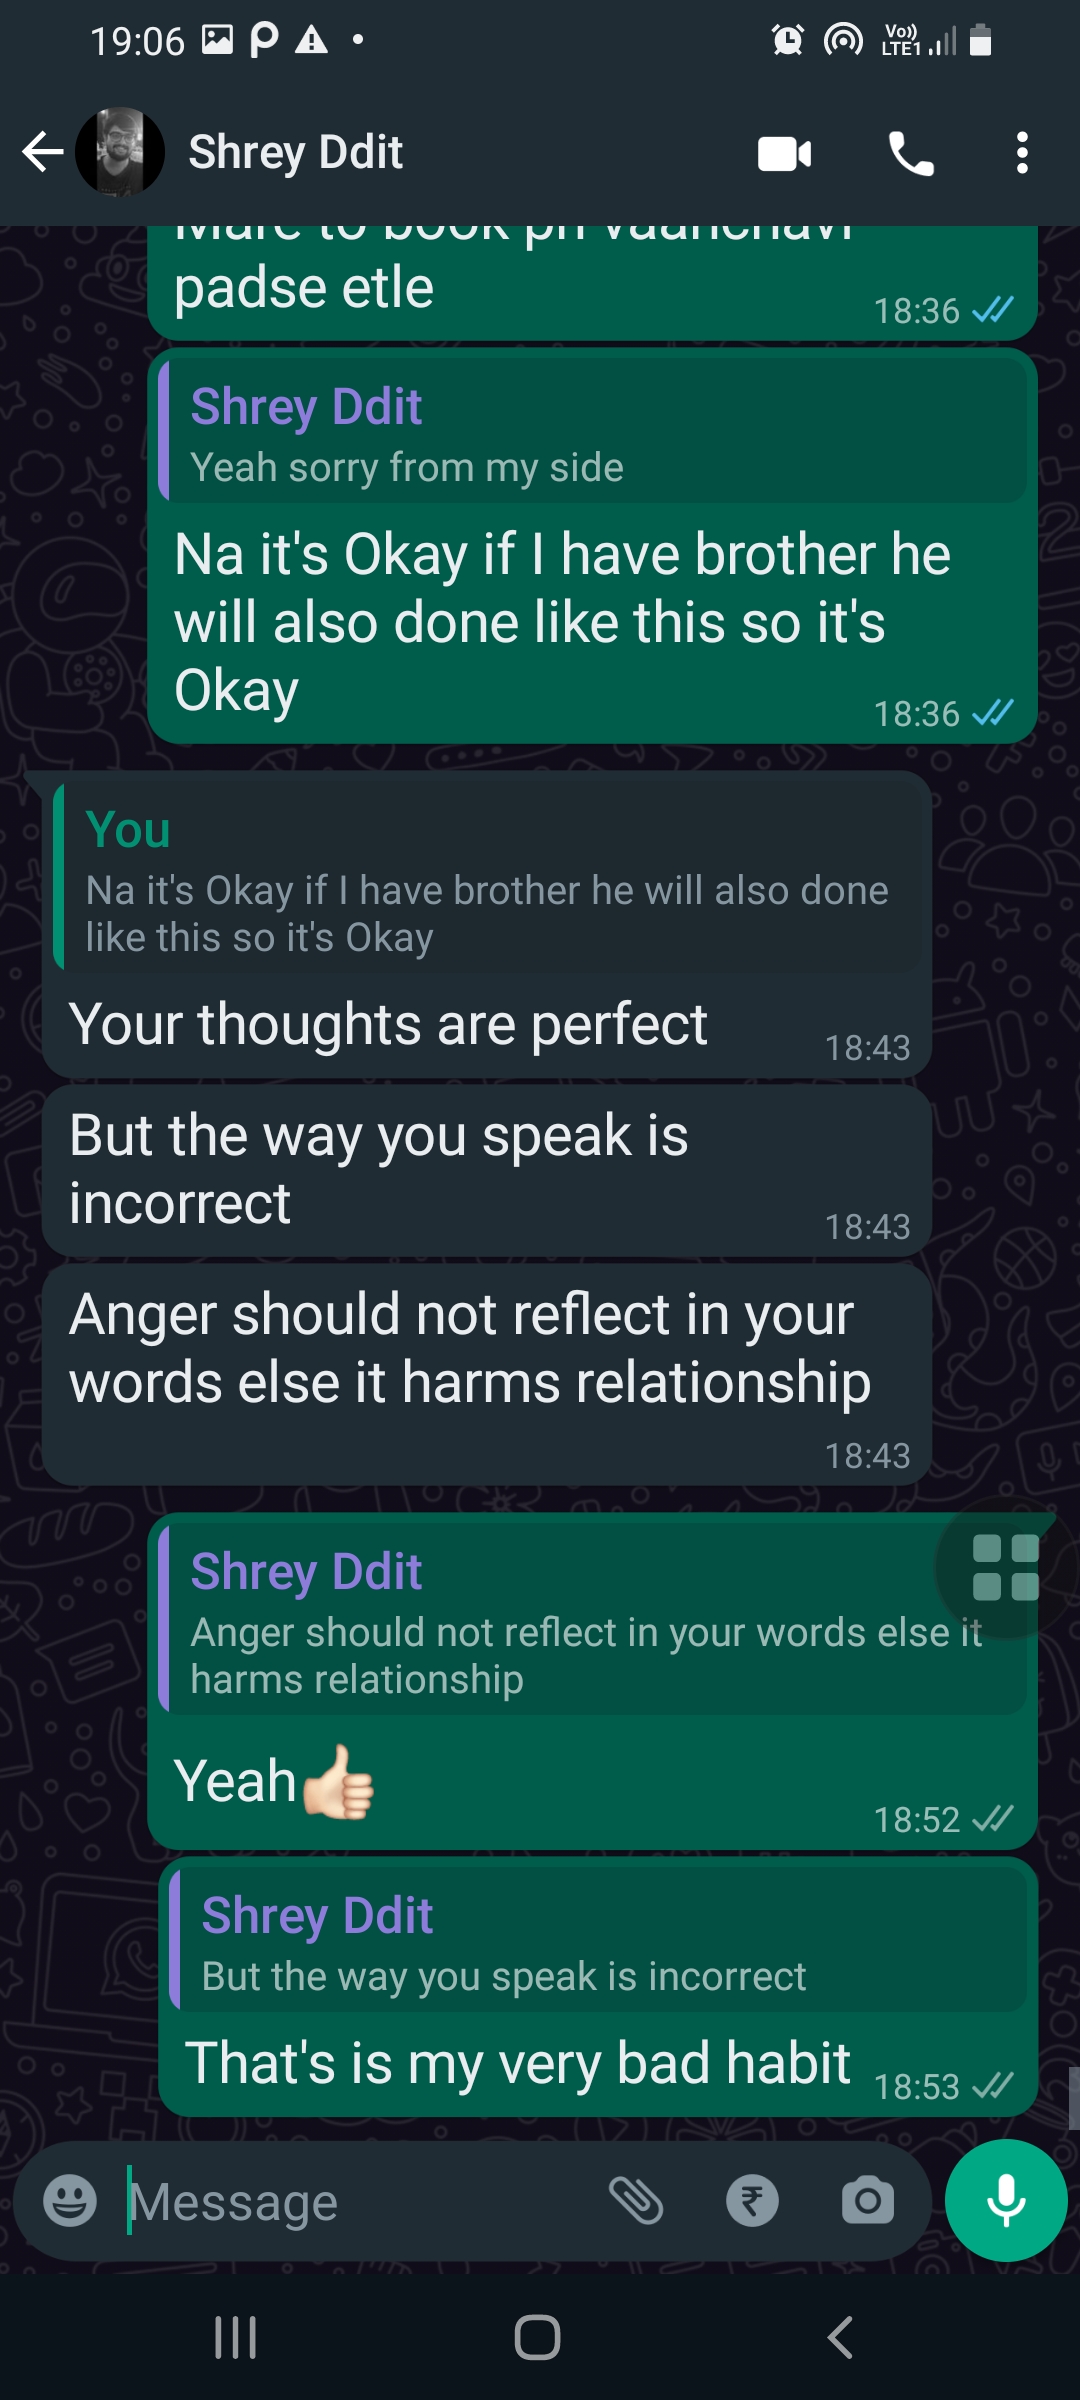 19:06
Vo))
LTE1
Shrey Ddit
Mare to book pn vaanchavi
padse etle
18:36
Shrey Ddit
Yeah sorry from my side
Na it's Okay if I have brother he
will also done like this so it's
Okay
18:36
You
Na it's Okay if I have brother he will also done
like this so it's Okay
Your thoughts are perfect
18:43
But the way you speak is
incorrect
18:43
Anger should not reflect in your
words else it harms relationship
18:43
Shrey Ddit
Anger should not reflect in your words else it
harms relationship
Yeah👍🏻
18:52
Shrey Ddit
But the way you speak is incorrect
That's is my very bad habit
18:53
Message